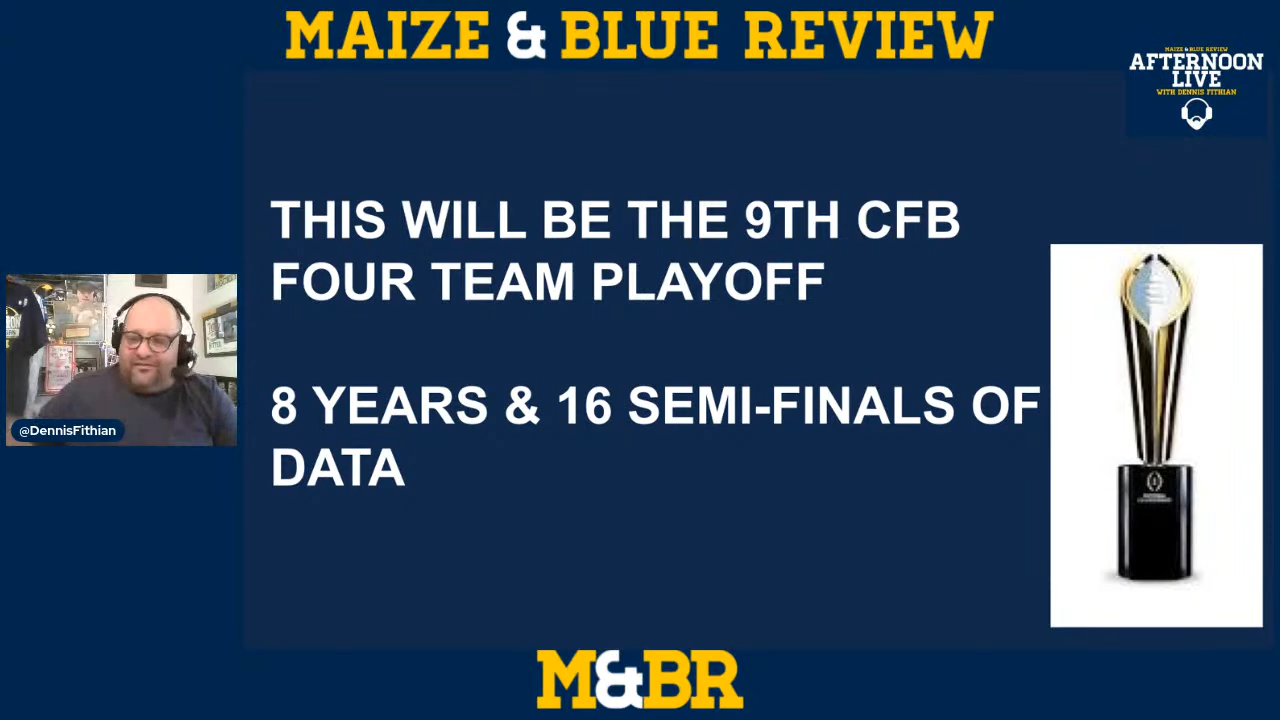 MAIZE & BLUE REVIEW
MAIZE & BLUE REVIEW
AFTERNOON
LIVE
WITH DENNIS FITHIAN
THIS WILL BE THE 9TH CFB
FOUR TEAM PLAYOFF
8 YEARS & 16 SEMI-FINALS OF
DATA
@DennisFithian
M&BR